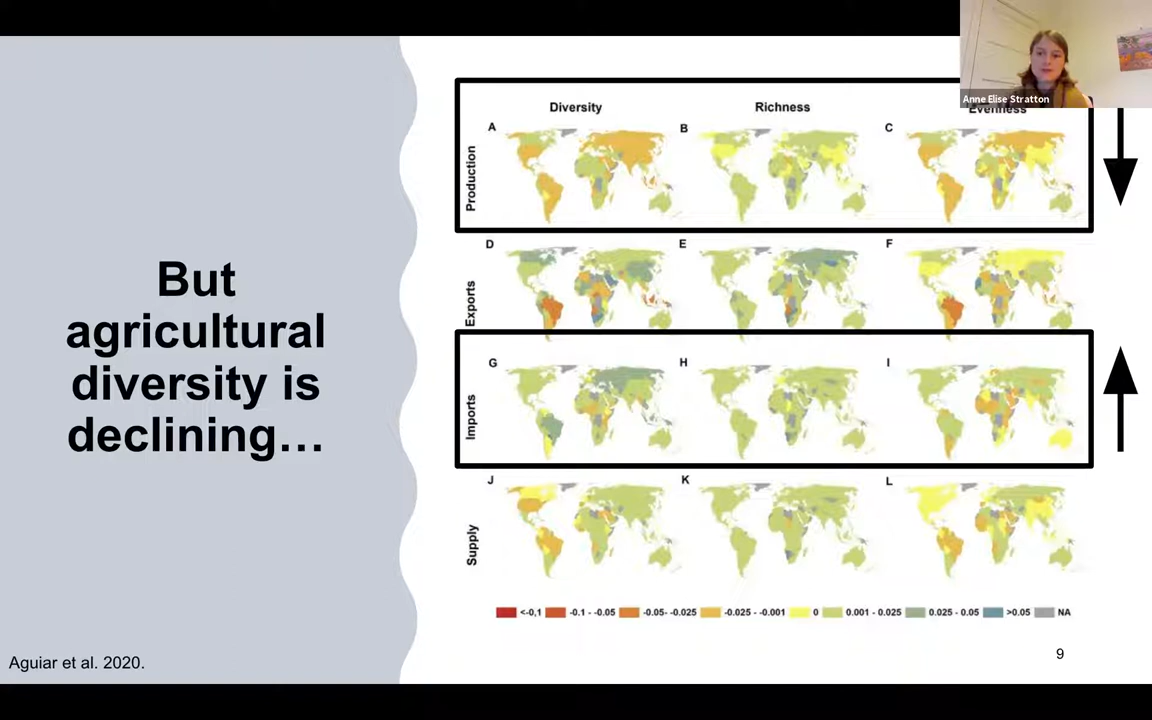 But
agricultural
diversity is
declining…
Aguiar et al. 2020.
Anne Elise Stratton
Diversity
Richness
Evenness
A
B
C
Production
D
E
F
Exports
G
H
I
Imports
J
K
L
Supply
<-0,1
-0.1 - -0.05
-0.05- -0.025
-0.025 - -0.001
0
0.001 - 0.025
0.025 - 0.05
>0.05
NA
9